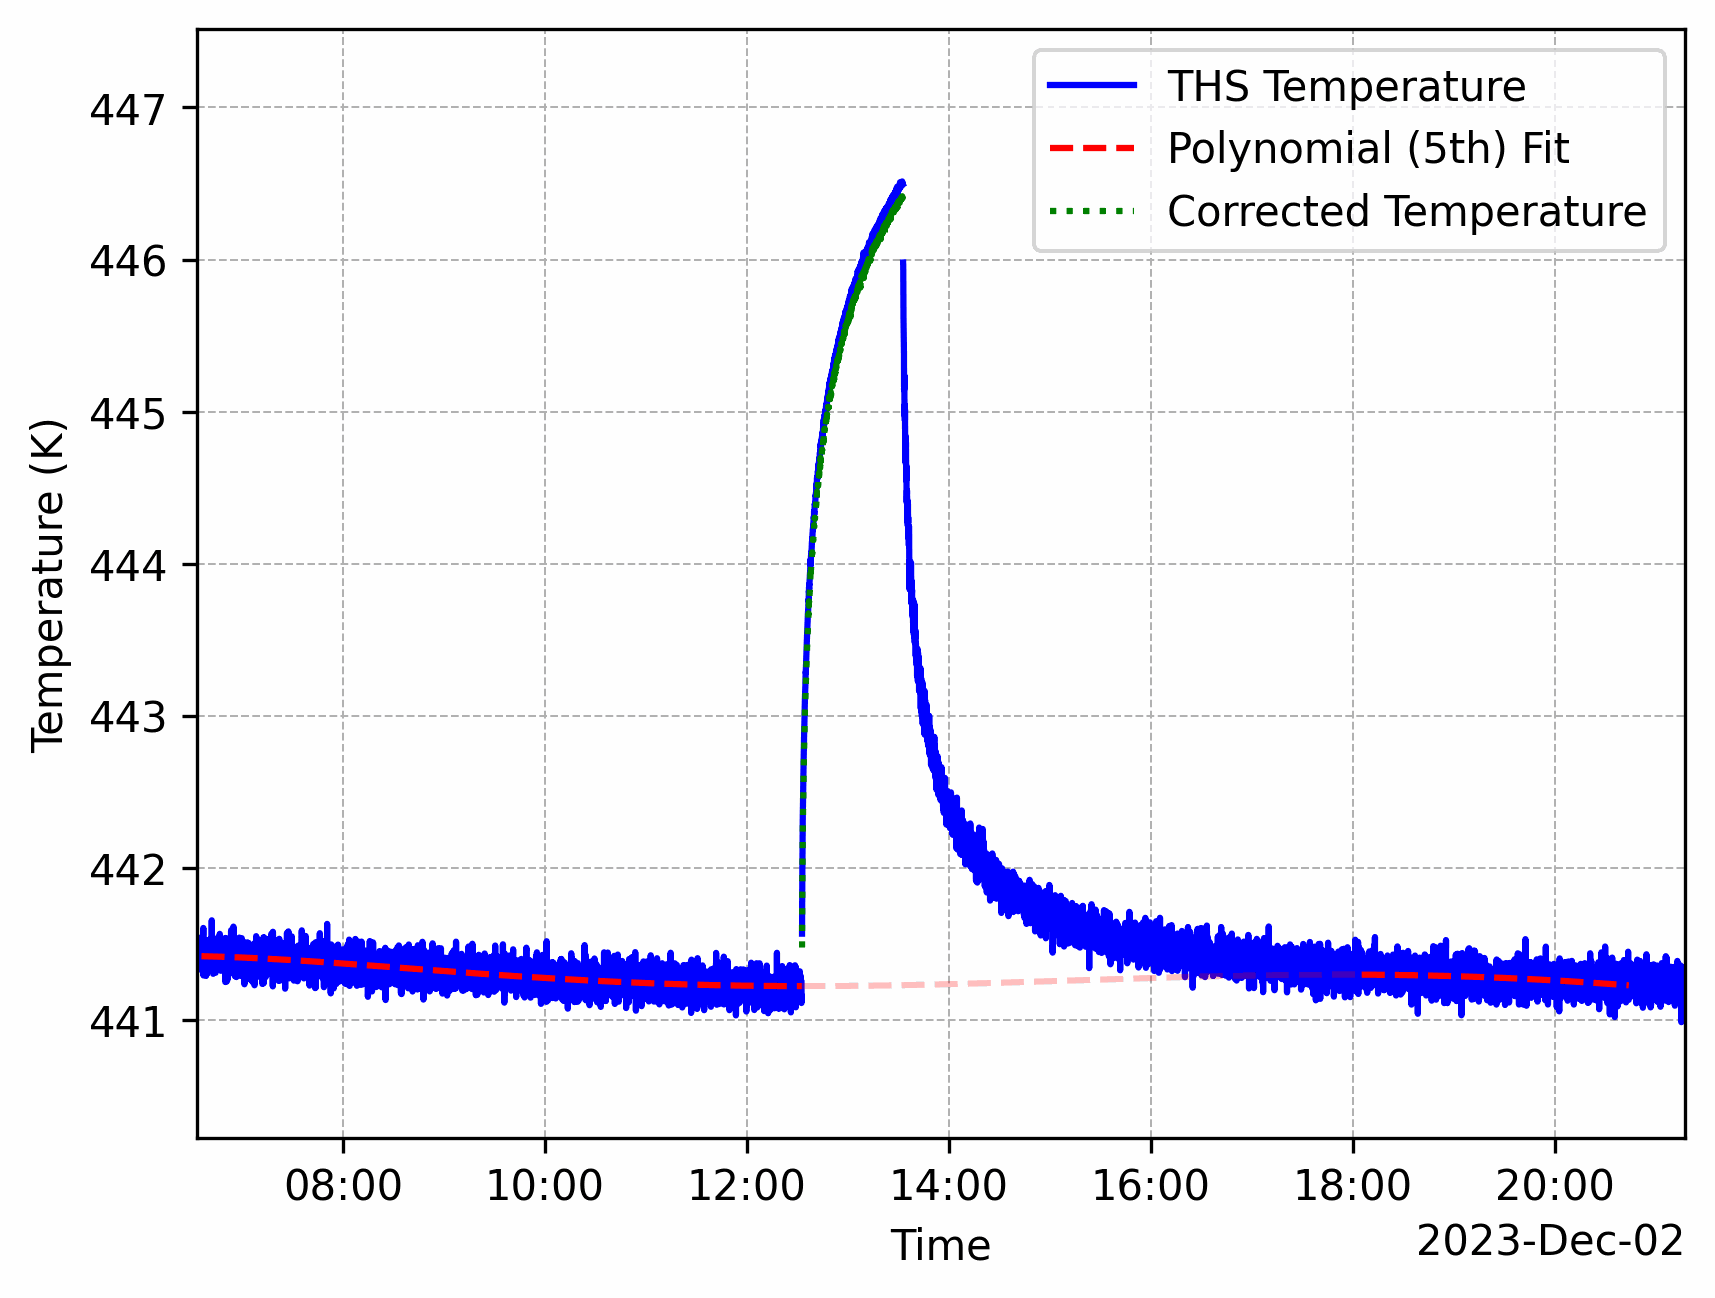 THS Temperature
Polynomial (5th) Fit
Corrected Temperature
447
446
445
444
443
442
441
Temperature (K)
08:00 10:00 12:00 14:00 16:00 18:00 20:00
Time
2023-Dec-02